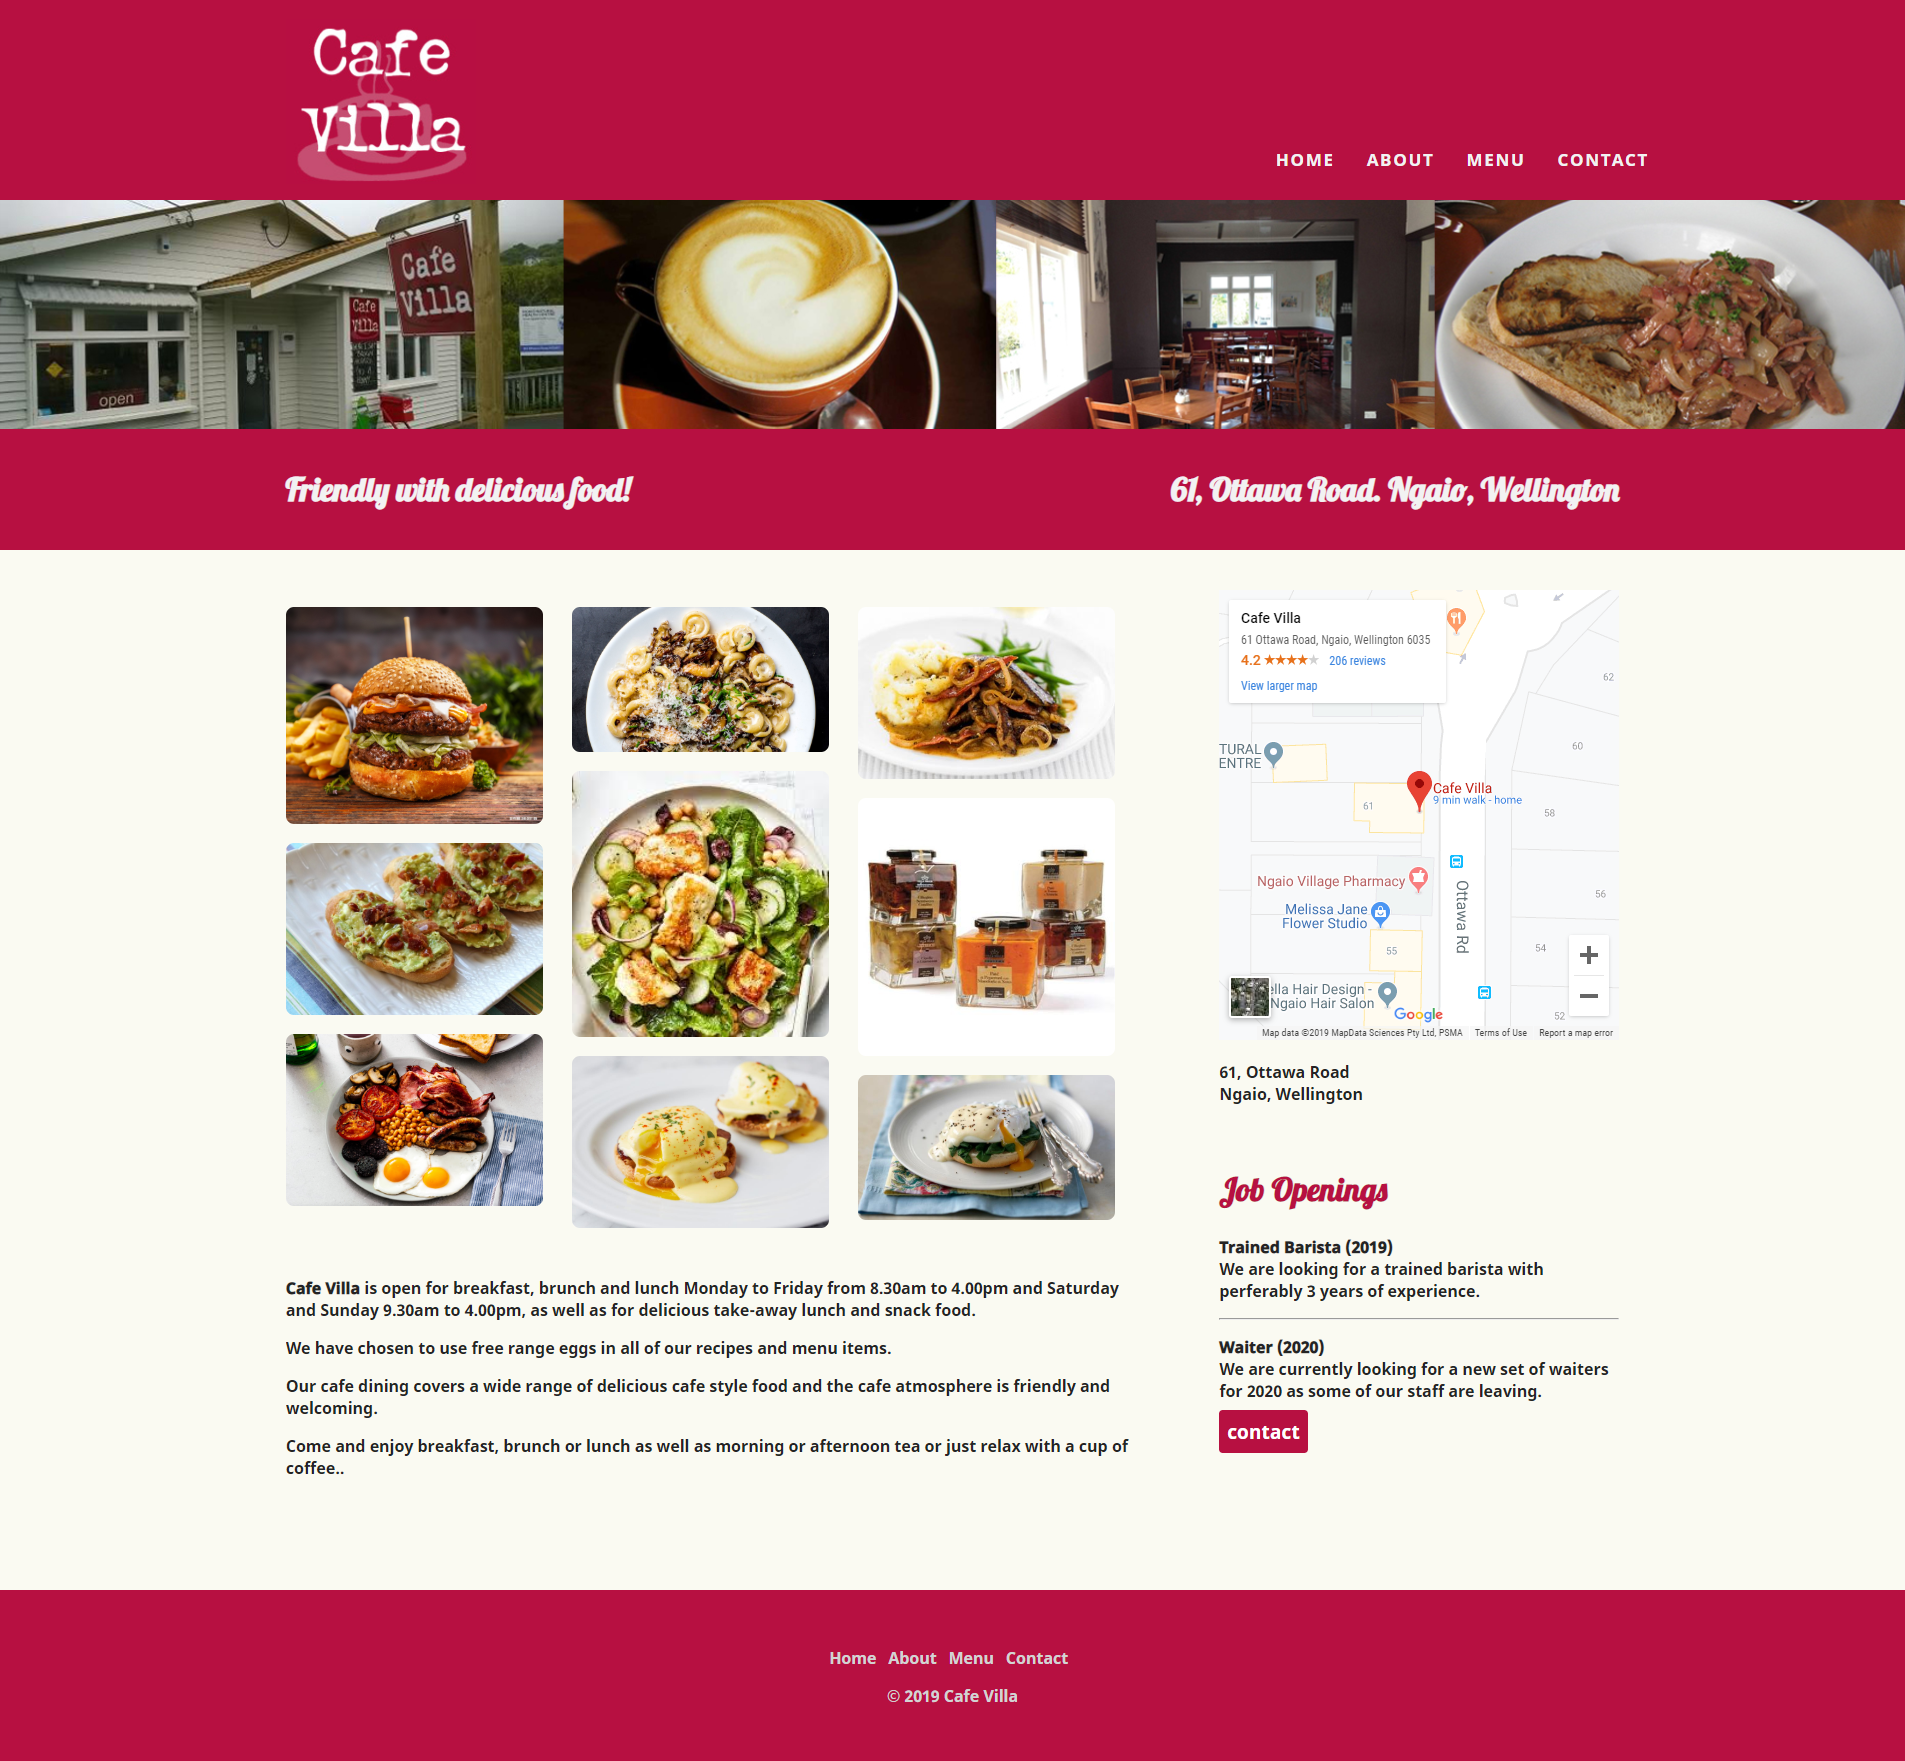 Cafe
Villa
HOME ABOUT MENU CONTACT
Cafe
Villa
Cafe
Villa
open
Friendly with delicious food!
61, Ottawa Road. Ngaio, Wellington
Cafe Villa
61 Ottawa Road, Ngaio, Wellington 6035
4.2 ★★★★★ 206 reviews
View larger map
62
TURAL
ENTRE
60
Cafe Villa
9 min walk - home
61
58
Ngaio Village Pharmacy
Melissa Jane
Flower Studio
Ottawa Rd
56
55
54
ella Hair Design -
Ngaio Hair Salon
52
Google
Map data ©2019 MapData Sciences Pty Ltd, PSMA Terms of Use Report a map error
61, Ottawa Road
Ngaio, Wellington
Job Openings
Trained Barista (2019)
We are looking for a trained barista with
perferably 3 years of experience.
Waiter (2020)
We are currently looking for a new set of waiters
for 2020 as some of our staff are leaving.
contact
Cafe Villa is open for breakfast, brunch and lunch Monday to Friday from 8.30am to 4.00pm and Saturday
and Sunday 9.30am to 4.00pm, as well as for delicious take-away lunch and snack food.
We have chosen to use free range eggs in all of our recipes and menu items.
Our cafe dining covers a wide range of delicious cafe style food and the cafe atmosphere is friendly and
welcoming.
Come and enjoy breakfast, brunch or lunch as well as morning or afternoon tea or just relax with a cup of
coffee..
Home About Menu Contact
© 2019 Cafe Villa